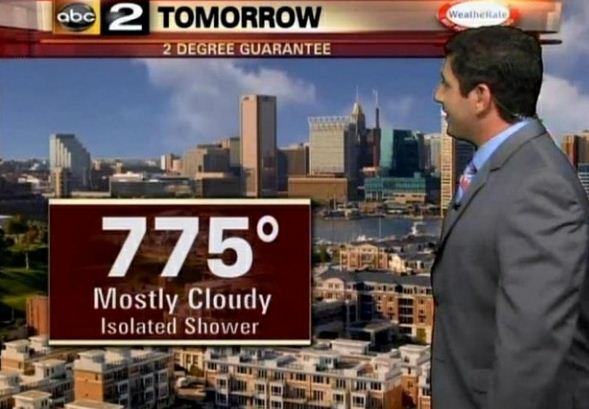 abc 2 TOMORROW
WeatheRate
2 DEGREE GUARANTEE
775°
Mostly Cloudy
Isolated Shower